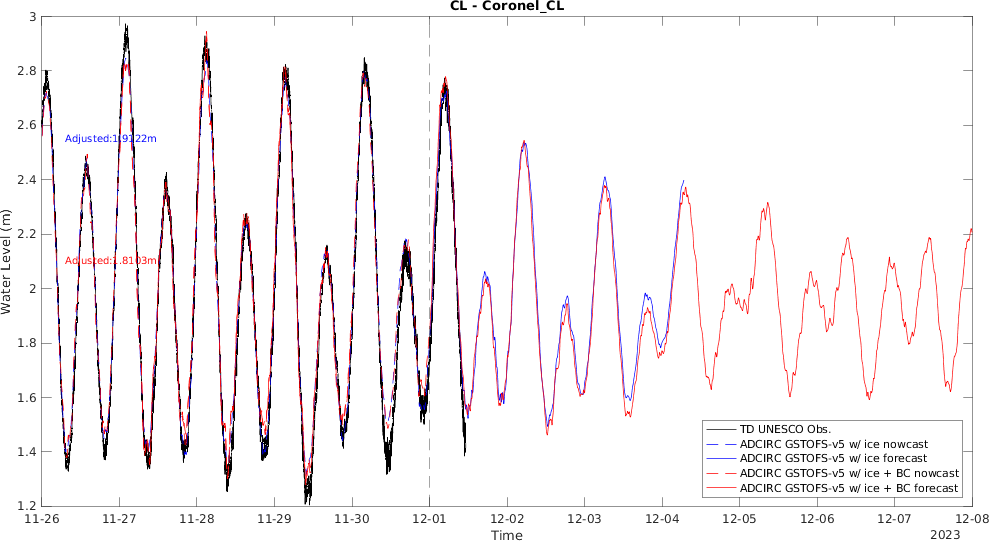 CL - Coronel_CL
3
2.8
2.6
2.4
2.2
2
1.8
1.6
1.4
1.2
Water Level (m)
Adjusted:1.9122m
Adjusted:1.8103m
TD UNESCO Obs.
ADCIRC GSTOFS-v5 w/ ice nowcast
ADCIRC GSTOFS-v5 w/ ice forecast
ADCIRC GSTOFS-v5 w/ ice + BC nowcast
ADCIRC GSTOFS-v5 w/ ice + BC forecast
11-26 11-27 11-28 11-29 11-30 12-01 12-02 12-03 12-04 12-05 12-06 12-07 12-08
Time
2023